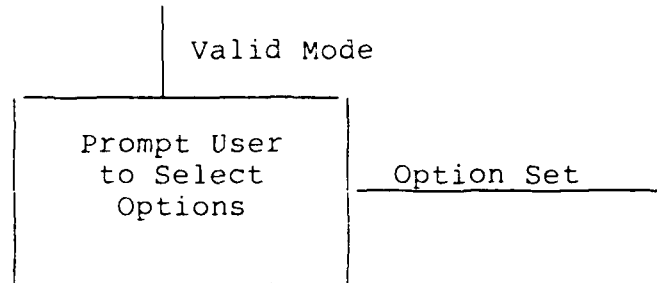 Valid Mode
Prompt User
to Select
Options
Option Set